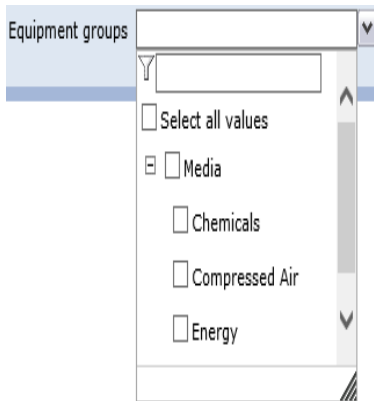 Equipment groups
Select all values
Media
Chemicals
Compressed Air
Energy